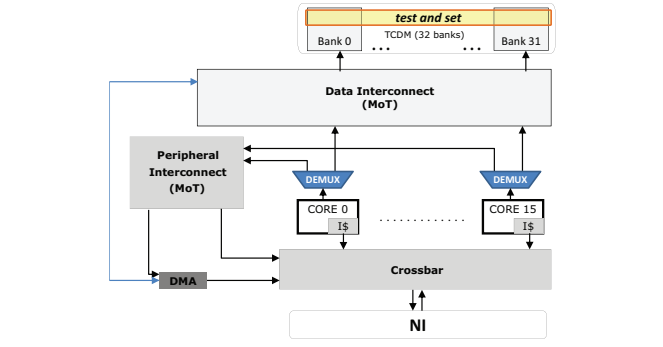 test and set
TCDM (32 banks)
Bank 0
... ...
Bank 31
Data Interconnect
(MoT)
Peripheral
Interconnect
(MoT)
DEMUX
DEMUX
CORE 0
I$
.............
CORE 15
I$
Crossbar
DMA
NI